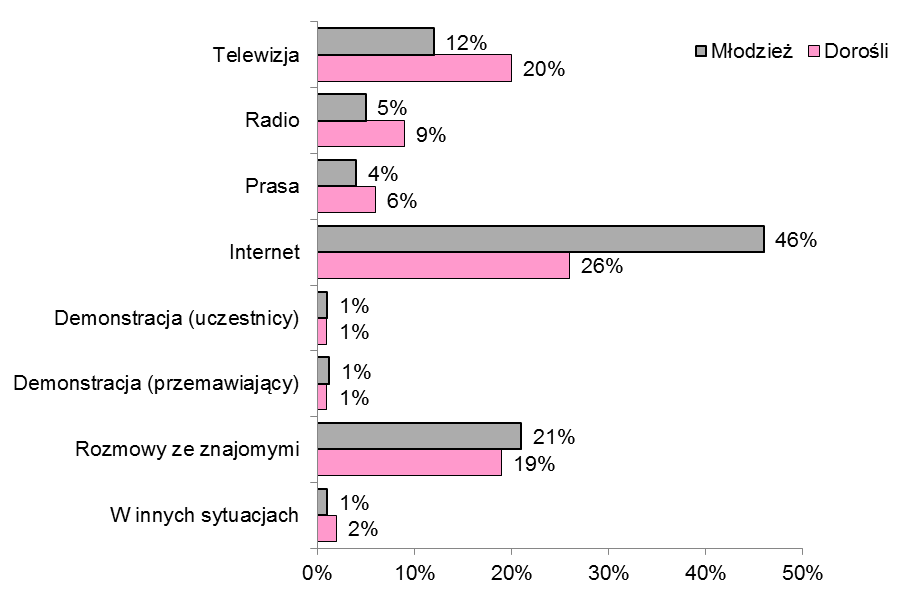 Młodzież Dorośli
Telewizja
12%
20%
Radio
5%
9%
Prasa
4%
6%
Internet
46%
26%
Demonstracja (uczestnicy)
1%
1%
Demonstracja (przemawiający)
1%
1%
Rozmowy ze znajomymi
21%
19%
W innych sytuacjach
1%
2%
0% 10% 20% 30% 40% 50%